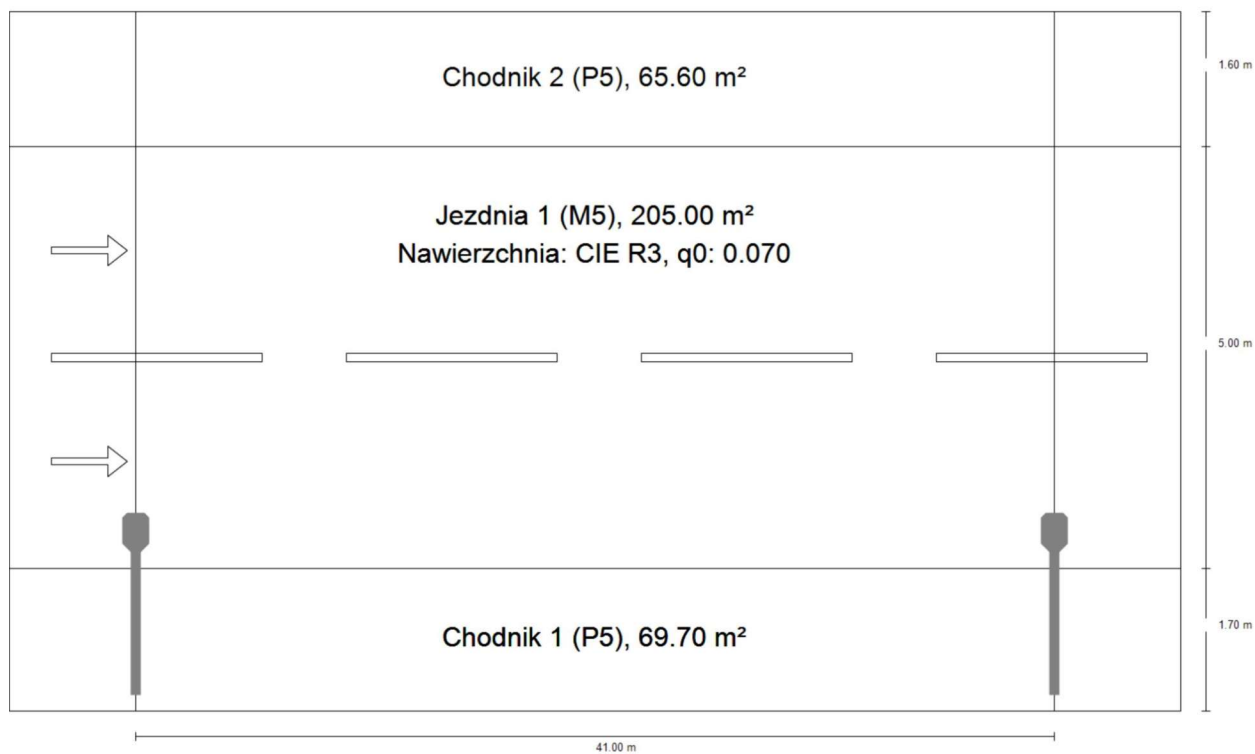 Chodnik 2 (P5), 65.60 m²
1.60 m
Jezdnia 1 (M5), 205.00 m²
Nawierzchnia: CIE R3, q0: 0.070
5.00 m
Chodnik 1 (P5), 69.70 m²
1.70 m
41.00 m